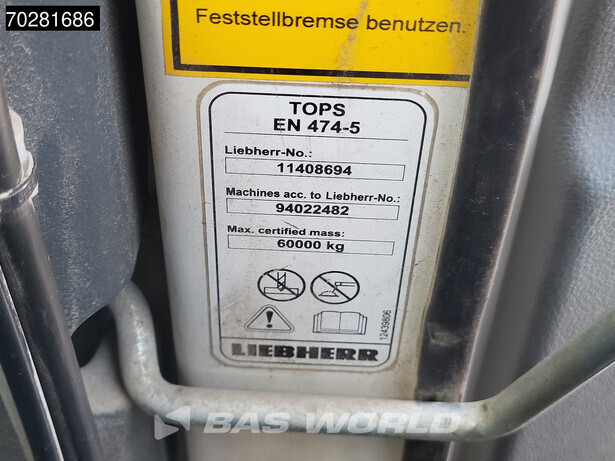 70281686
Feststellbremse benutzen.
TOPS
EN 474-5
Liebherr-No.:
11408694
Machines acc. to Liebherr-No.:
94022482
Max. certified mass:
60000 kg
12439806
LIEBHERR
BAS WORLD